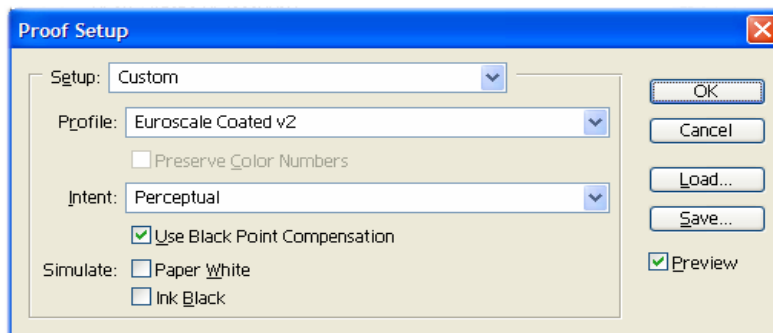 Proof Setup
Setup: Custom
OK
Profile: Euroscale Coated v2
Cancel
Preserve Color Numbers
Load...
Intent: Perceptual
Save...
Use Black Point Compensation
Simulate: Paper White
Preview
Ink Black